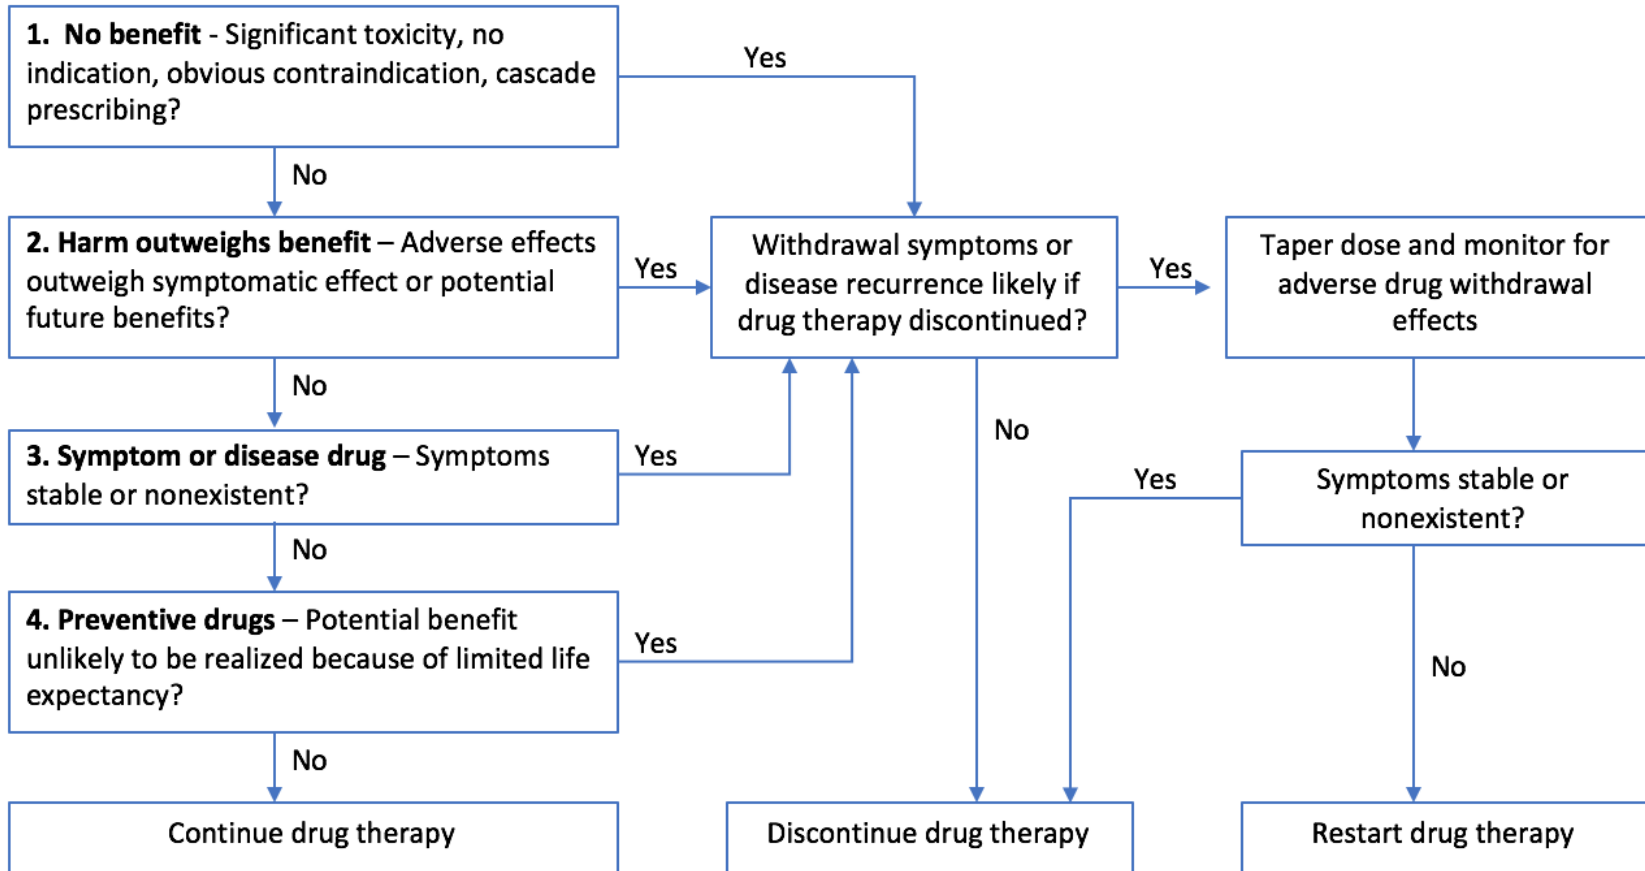 1.  No benefit - Significant toxicity, no
indication, obvious contraindication, cascade
prescribing?
Yes
No
2. Harm outweighs benefit – Adverse effects
outweigh symptomatic effect or potential
future benefits?
Yes
Withdrawal symptoms or
disease recurrence likely if
drug therapy discontinued?
Yes
Taper dose and monitor for
adverse drug withdrawal
effects
No
3. Symptom or disease drug – Symptoms
stable or nonexistent?
Yes
No
Yes
Symptoms stable or
nonexistent?
No
4. Preventive drugs – Potential benefit
unlikely to be realized because of limited life
expectancy?
Yes
No
No
Continue drug therapy
Discontinue drug therapy
Restart drug therapy